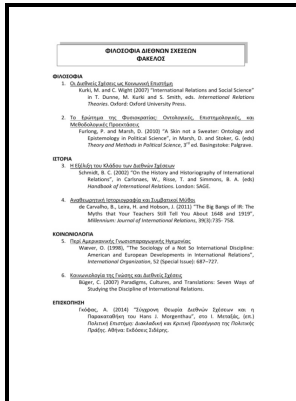 ΦΙΛΟΣΟΦΙΑ ΔΙΕΘΝΩΝ ΣΧΕΣΕΩΝ
ΦΑΚΕΛΟΣ
ΦΙΛΟΣΟΦΙΑ
1. Οι Διεθνείς Σχέσεις ως Κοινωνική Επιστήμη
Kurki, M. and C. Wight (2007) "International Relations and Social Science"
in T. Dunne, M. Kurki and S. Smith, eds. International Relations
Theories. Oxford: Oxford University Press.
2. Το Ερώτημα της Φυσιοκρατίας: Οντολογικές, Επιστημολογικές, και
Μεθοδολογικές Προεκτάσεις
Furlong, P. and Marsh, D. (2010) "A Skin not a Sweater: Ontology and
Epistemology in Political Science", in Marsh, D. and Stoker, G. (eds)
Theory and Methods in Political Science, 3rd ed. Basingstoke: Palgrave.
ΙΣΤΟΡΙΑ
3. Η Εξέλιξη του Κλάδου των Διεθνών Σχέσεων
Schmidt, B. C. (2002) "On the History and Historiography of International
Relations", in Carlsnaes, W., Risse, T. and Simmons, B. A. (eds)
Handbook of International Relations. London: SAGE.
4. Αναθεωρητική Ιστοριογραφία και Συμβατικοί Μύθοι
de Carvalho, B., Leira, H. and Hobson, J. (2011) "The Big Bangs of IR: The
Myths that Your Teachers Still Tell You About 1648 and 1919",
Millennium: Journal of International Relations, 39(3):735- 758.
ΚΟΙΝΩΝΙΟΛΟΓΙΑ
5. Περί Αμερικανικής Γνωσιοπαραγωγικής Ηγεμονίας
Wæver, O. (1998), "The Sociology of a Not So International Discipline:
American and European Developments in International Relations",
International Organization, 52 (Special Issue): 687–727.
6. Κοινωνιολογία της Γνώσης και Διεθνείς Σχέσεις
Büger, C. (2007) Paradigms, Cultures, and Translations: Seven Ways of
Studying the Discipline of International Relations.
ΕΠΙΣΚΟΠΗΣΗ
Γκόφας, Α. (2014) "Σύγχρονη Θεωρία Διεθνών Σχέσεων και η
Παρακαταθήκη του Hans J. Morgenthau", στο Ι. Μεταξάς, (επ.)
Πολιτική Επιστήμη: Διακλαδική και Κριτική Προσέγγιση της Πολιτικής
Πράξης. Αθήνα: Εκδόσεις Σιδέρης.